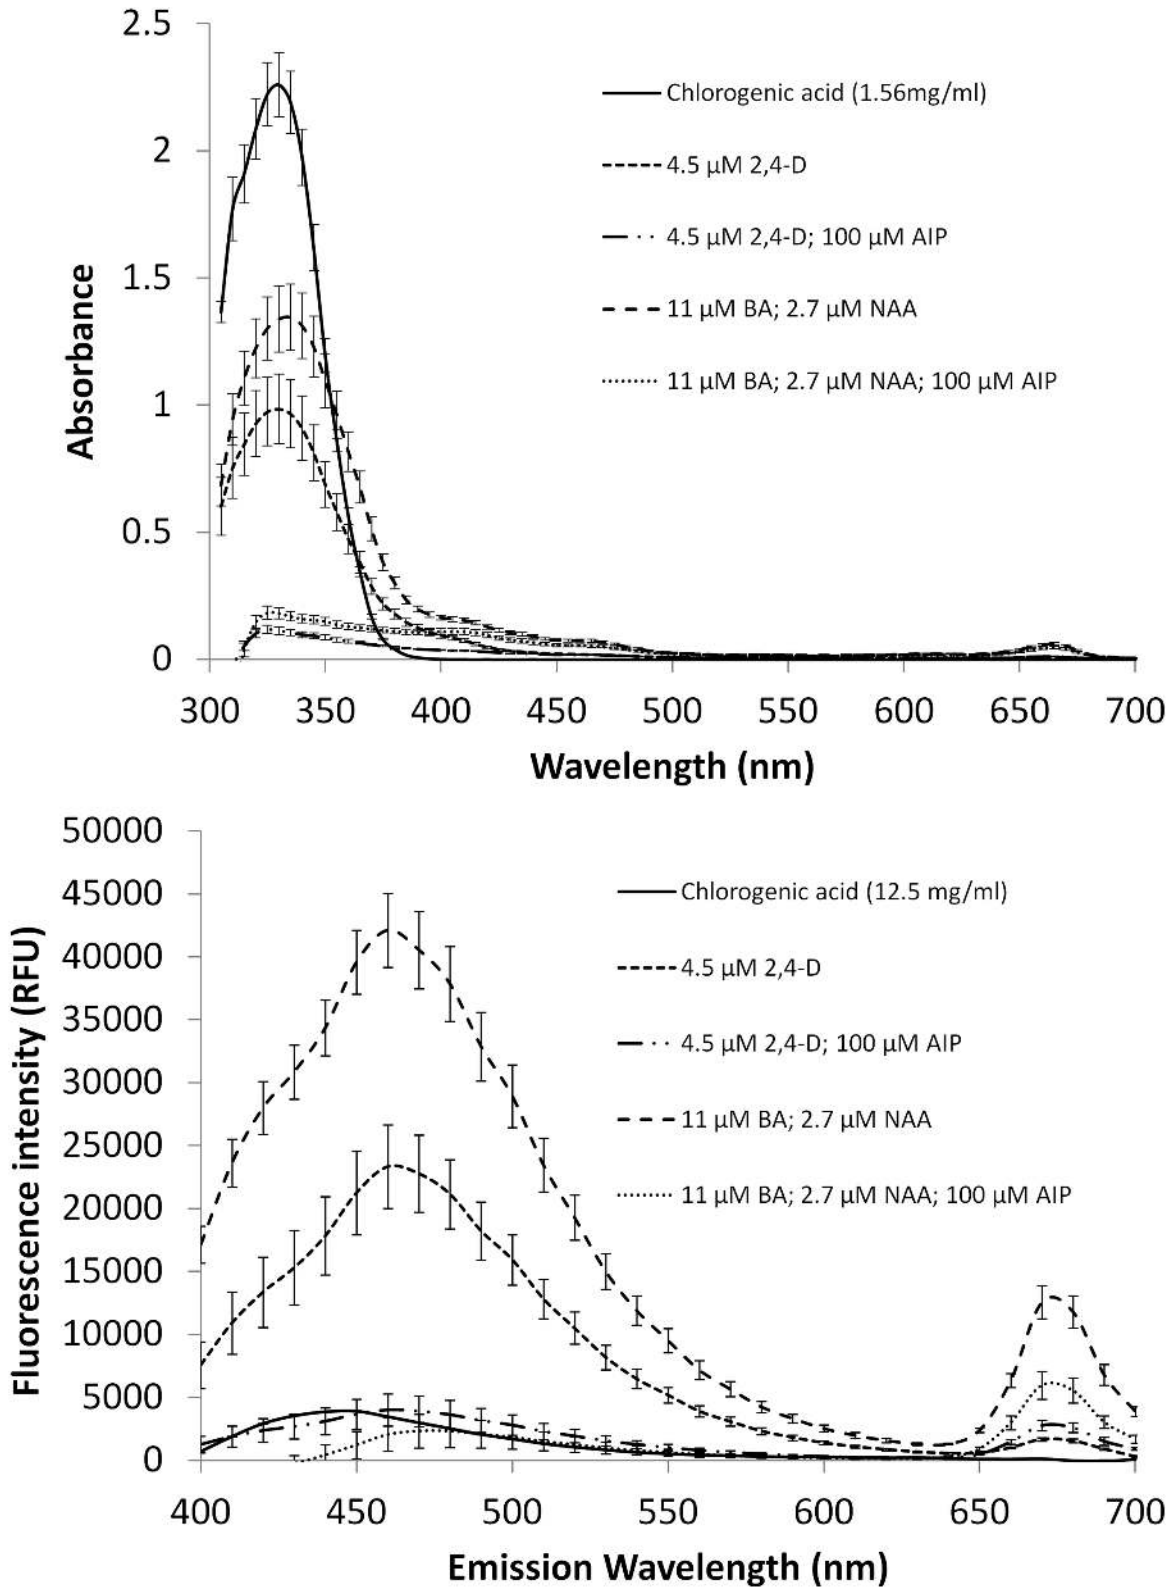 2.5
2
1.5
1
0.5
0
Absorbance
Chlorogenic acid (1.56mg/ml)
4.5 µM 2,4-D
4.5 µM 2,4-D; 100 µM AIP
11 µM BA; 2.7 µM NAA
11 µM BA; 2.7 µM NAA; 100 µM AIP
300 350 400 450 500 550 600 650 700
Wavelength (nm)
50000
45000
40000
35000
30000
25000
20000
15000
10000
5000
0
Fluorescence intensity (RFU)
Chlorogenic acid (12.5 mg/ml)
4.5 µM 2,4-D
4.5 µM 2,4-D; 100 µM AIP
11 µM BA; 2.7 µM NAA
11 µM BA; 2.7 µM NAA; 100 µM AIP
400 450 500 550 600 650 700
Emission Wavelength (nm)